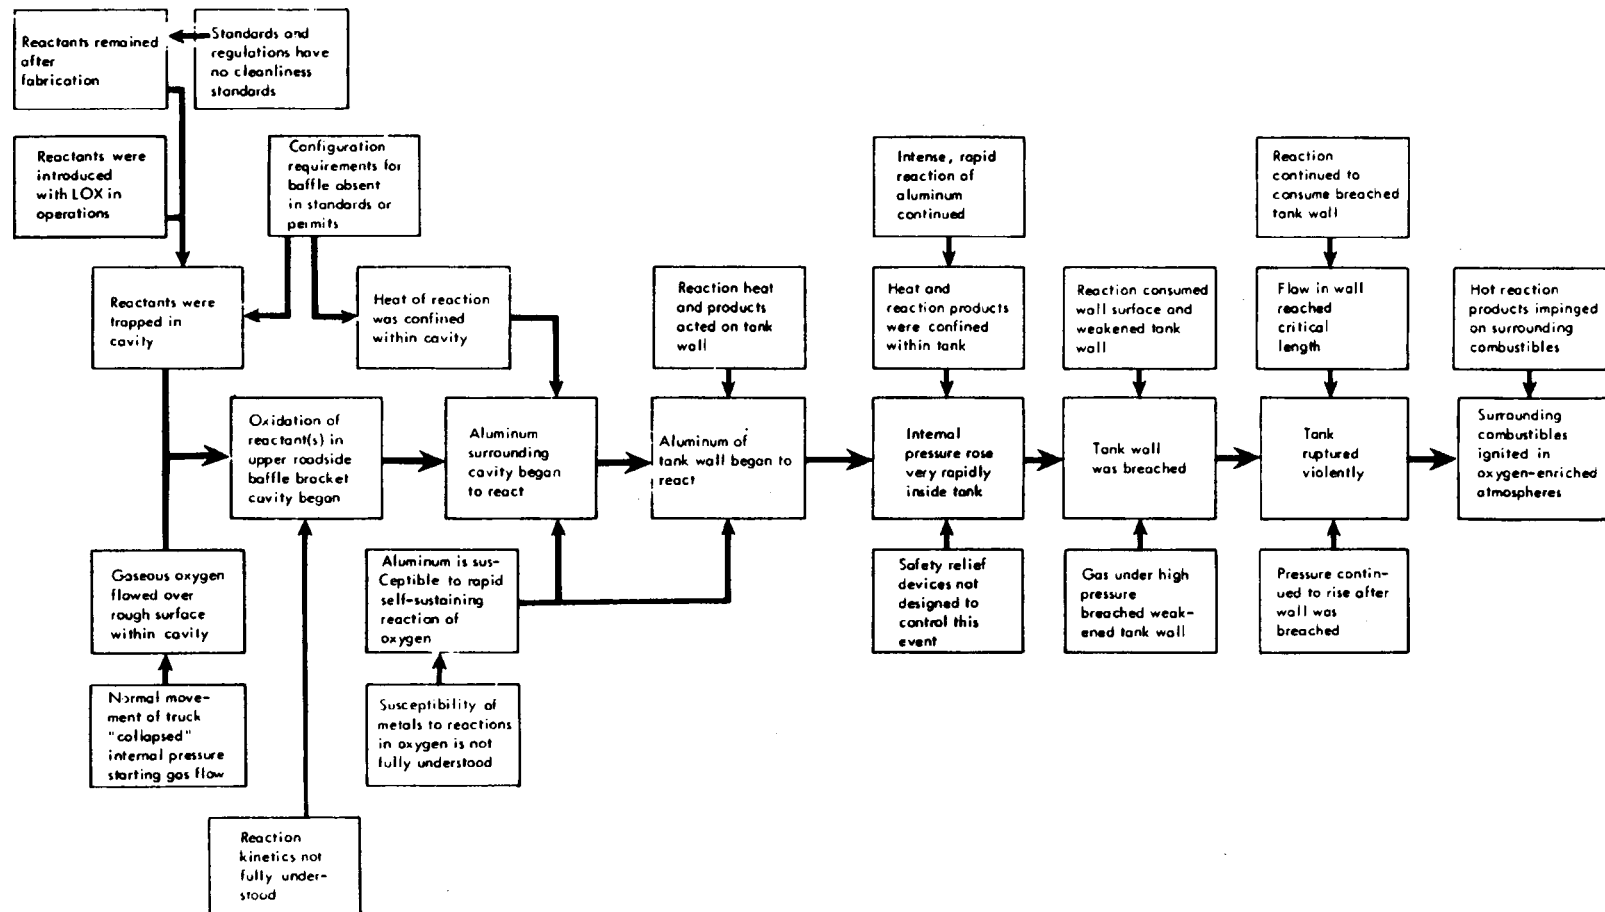 Reactants remained
after
fabrication
Standards and
regulations have
no cleanliness
standards
Reactants were
introduced
with LOX in
operations
Configuration
requirements for
baffle absent
in standards or
permits
Intense, rapid
reaction of
aluminum
continued
Reaction
continued to
consume breached
tank wall
Reactants were
trapped in
cavity
Heat of reaction
was confined
within cavity
Reaction heat
and products
acted on tank
wall
Heat and
reaction products
were confined
within tank
Reaction consumed
wall surface and
weakened tank
wall
Flow in wall
reached
critical
length
Hot reaction
products impinged
on surrounding
combustibles
Oxidation of
reactant(s) in
upper roadside
baffle bracket
cavity began
Aluminum
surrounding
cavity began
to react
Aluminum of
tank wall began to
react
Internal
pressure rose
very rapidly
inside tank
Tank wall
was breached
Tank
ruptured
violently
Surrounding
combustibles
ignited in
oxygen-enriched
atmospheres
Gaseous oxygen
flowed over
rough surface
within cavity
Aluminum is sus-
Ceptible to rapid
self-sustaining
reaction of
oxygen
Safety relief
devices not
designed to
control this
event
Gas under high
pressure
breached weak-
ened tank wall
Pressure contin-
ued to rise after
wall was
breached
Normal move-
ment of truck
"collapsed"
internal pressure
starting gas flow
Susceptibility of
metals to reactions
in oxygen is not
fully understood
Reaction
kinetics not
fully under-
stood